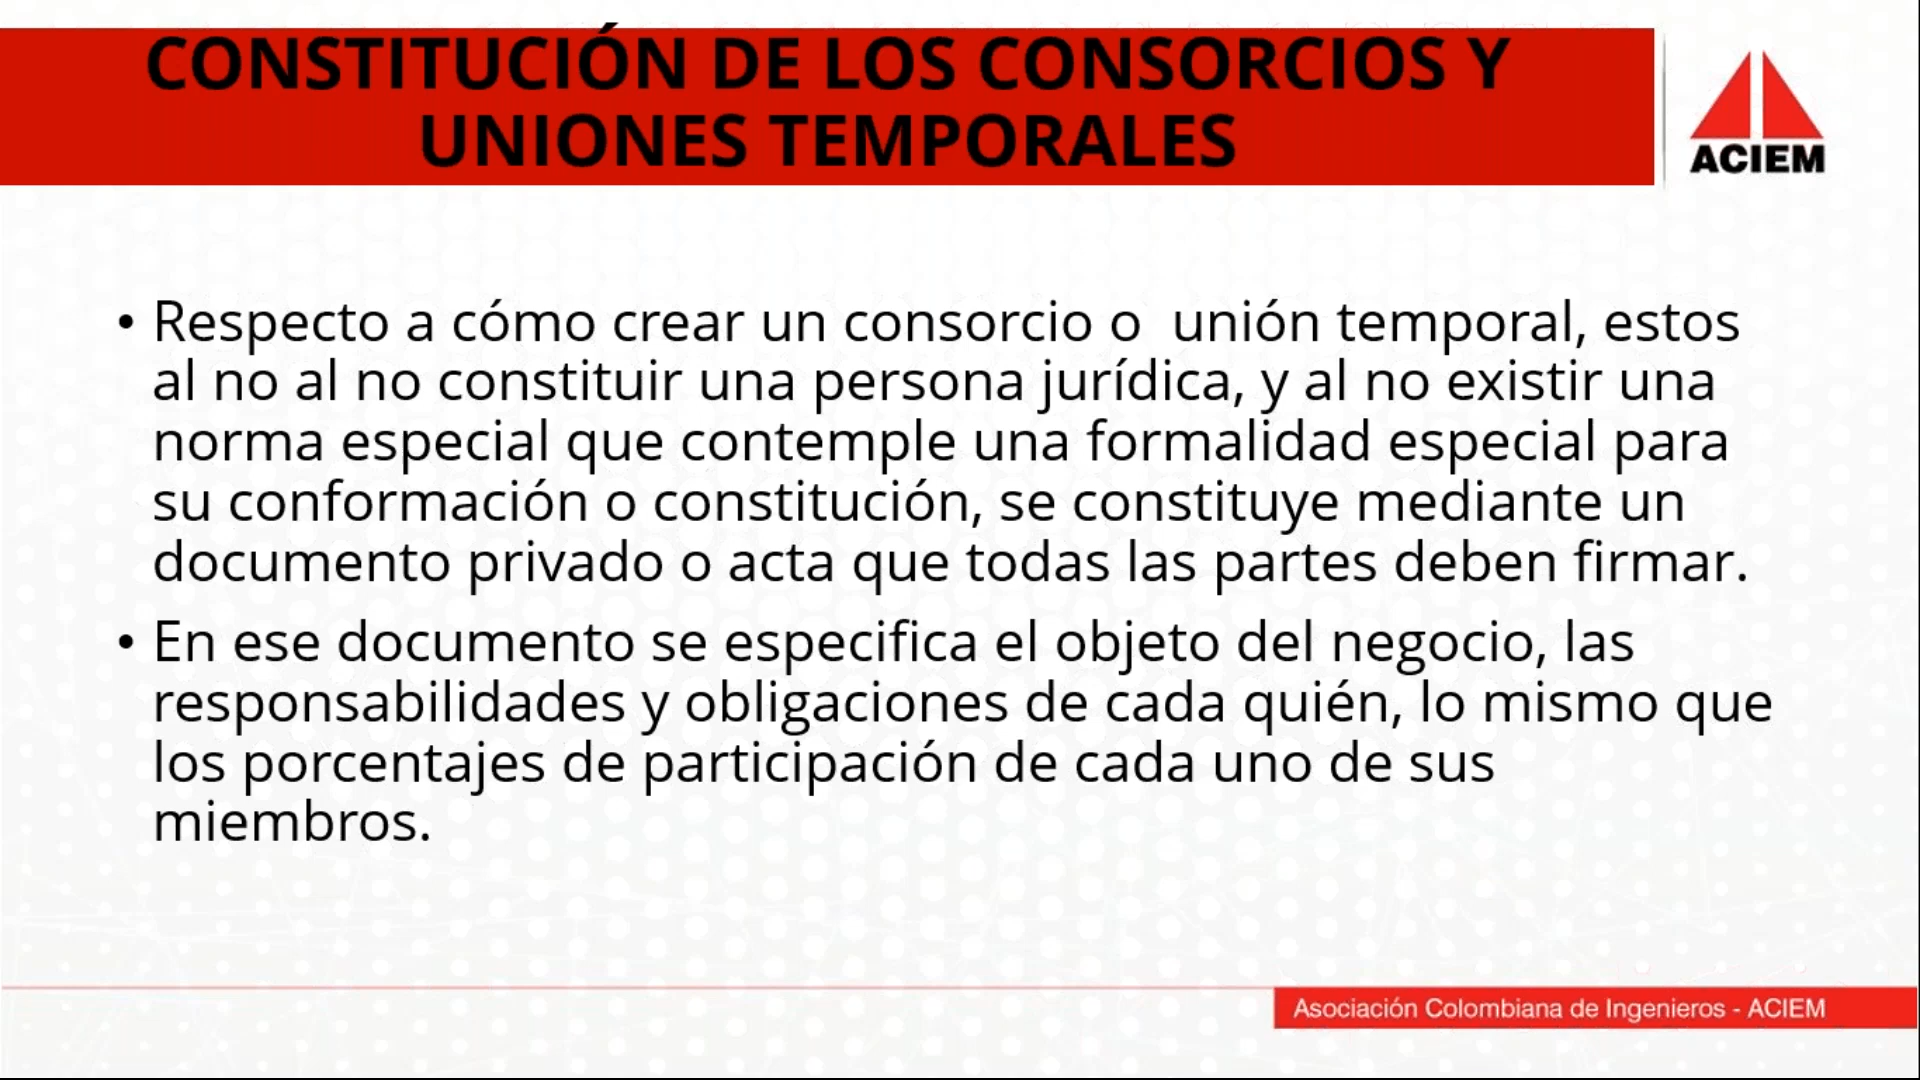 CONSTITUCIÓN DE LOS CONSORCIOS Y
UNIONES TEMPORALES
ACIEM
• Respecto a cómo crear un consorcio o  unión temporal, estos
al no al no constituir una persona jurídica, y al no existir una
norma especial que contemple una formalidad especial para
su conformación o constitución, se constituye mediante un
documento privado o acta que todas las partes deben firmar.
• En ese documento se especifica el objeto del negocio, las
responsabilidades y obligaciones de cada quién, lo mismo que
los porcentajes de participación de cada uno de sus
miembros.
Asociación Colombiana de Ingenieros - ACIEM